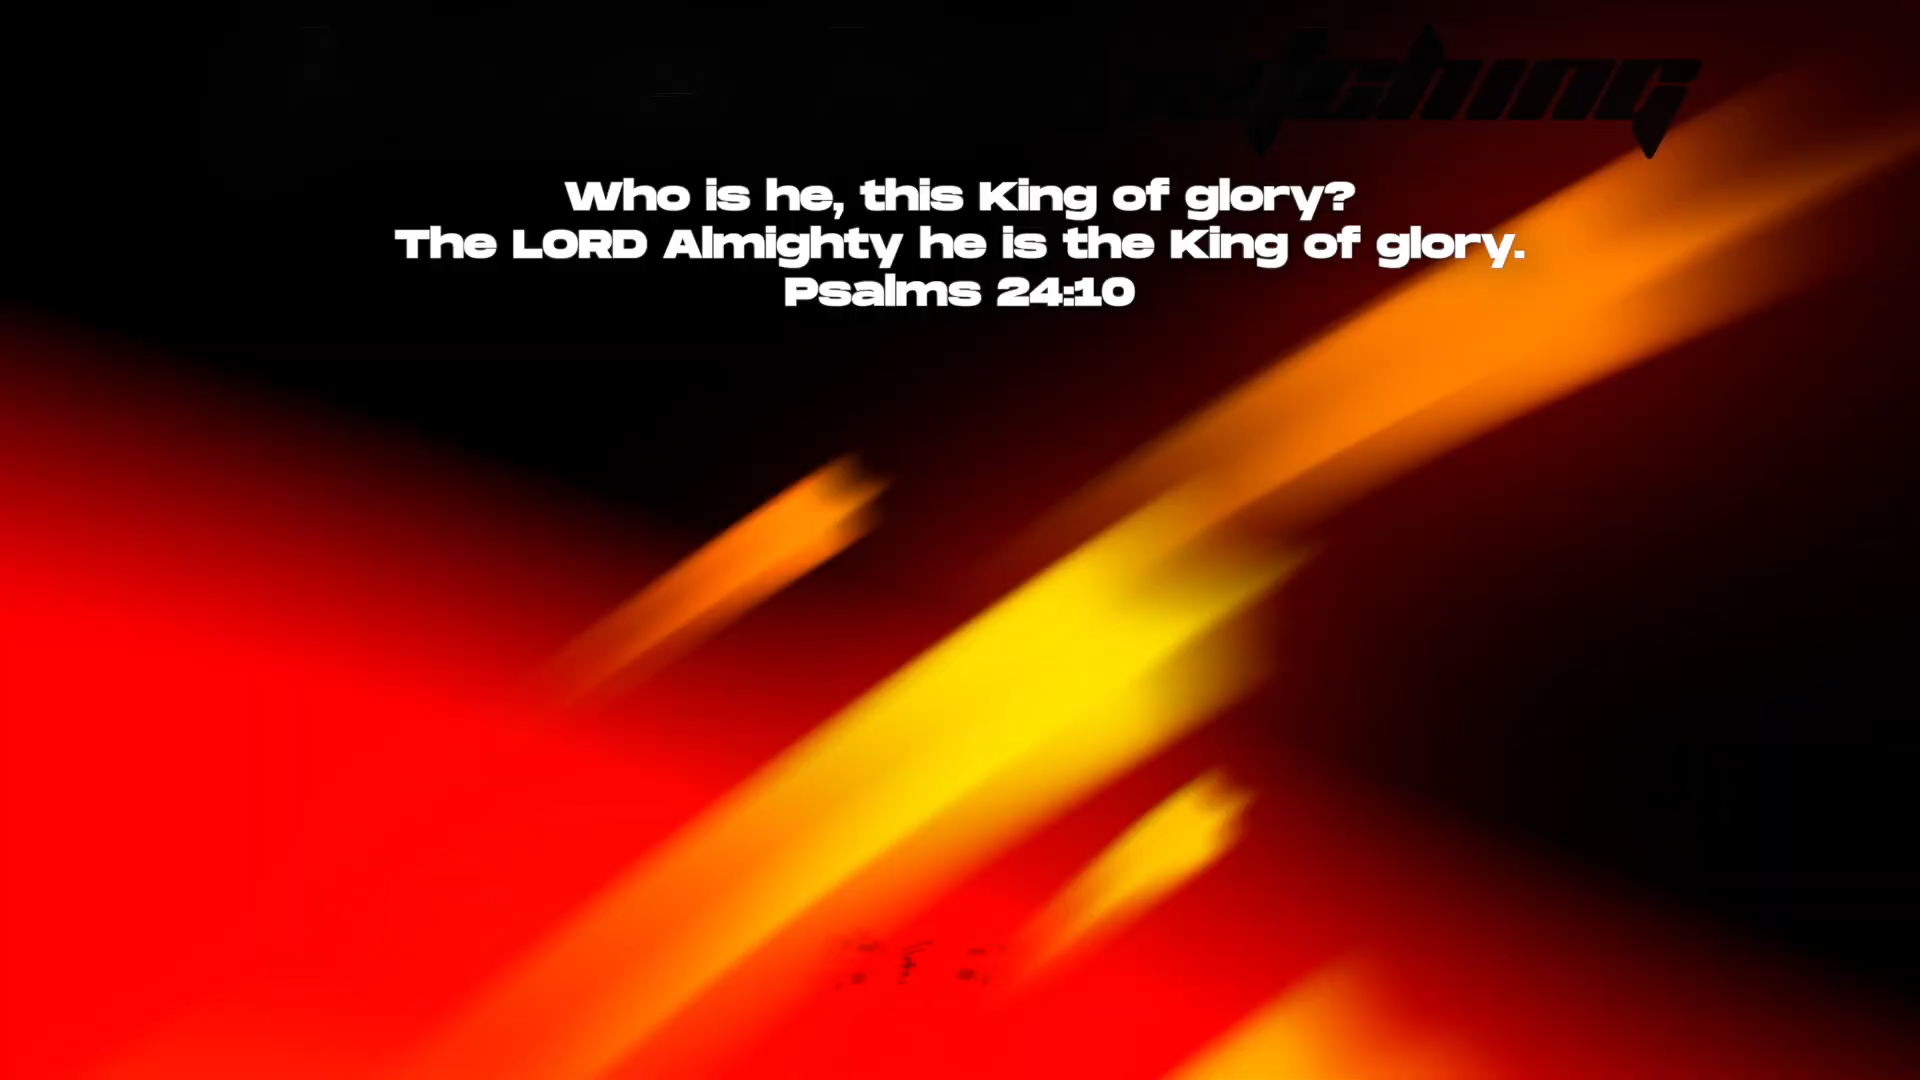 Who is he, this King of glory?
The LORD Almighty he is the King of glory.
Psalms 24:10